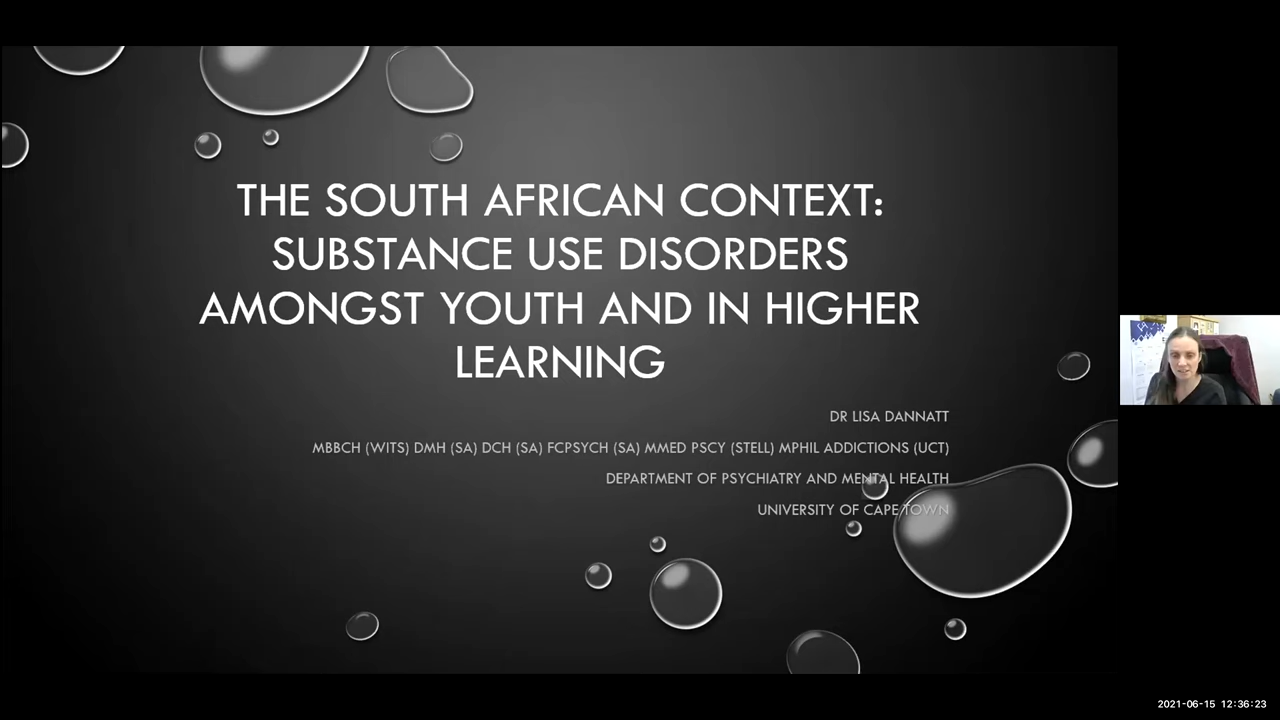 THE SOUTH AFRICAN CONTEXT:
SUBSTANCE USE DISORDERS
AMONGST YOUTH AND IN HIGHER
LEARNING
DR LISA DANNATT
MBBCH (WITS) DMH (SA) DCH (SA) FCPSYCH (SA) MMED PSCY (STELL) MPHIL ADDICTIONS (UCT)
DEPARTMENT OF PSYCHIATRY AND MENTAL HEALTH
UNIVERSITY OF CAPE TOWN
2021-06-15 12:36:23